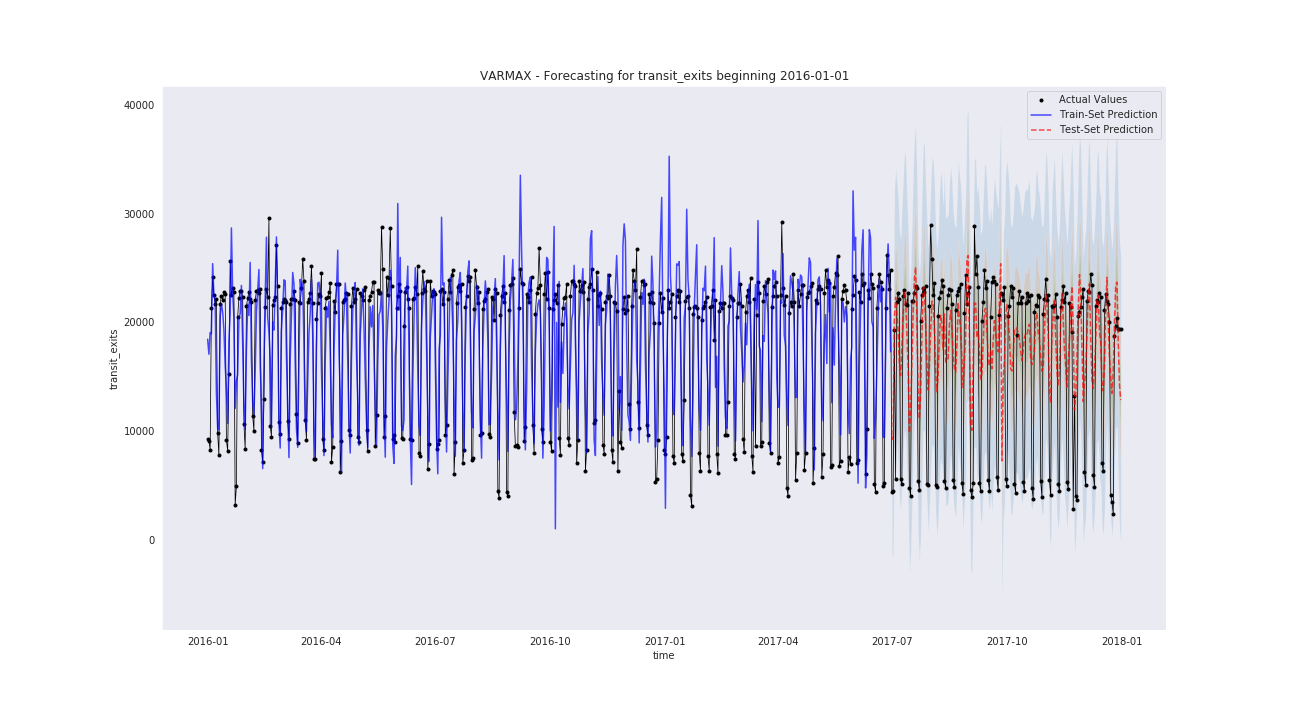 VARMAX - Forecasting for transit_exits beginning 2016-01-01
Actual Values
Train-Set Prediction
Test-Set Prediction
transit_exits
40000
30000
20000
10000
0
2016-01 2016-04 2016-07 2016-10 2017-01 2017-04 2017-07 2017-10 2018-01
time